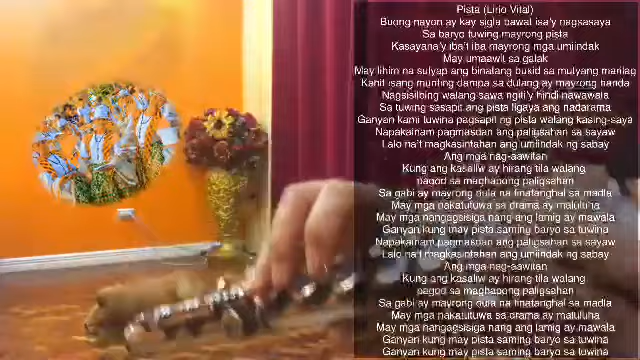 Pista (Lirio Vital)
Buong nayon ay kay sigla bawat isa'y nagsasaya
Sa baryo tuwing mayrong pista
Kasayana'y iba't iba mayrong mga umiindak
May umaawit sa galak
May lihim na sulyap ang binatang bukid sa mutyang marilag
Kahit isang munting dampa sa dulang ay mayrong handa
Nagsisilbing walang sawa ngiti'y hindi nawawala
Sa tuwing sasapit ang pista ligaya ang nadarama
Ganyan kami tuwina pagsapit ng pista walang kasing-saya
Napakainam pagmasdan ang paligsahan sa sayaw
Lalo na't magkasintahan ang umiindak ng sabay
Ang mga nag-aawitan
Kung ang kasaliw ay hirang tila walang
pagod sa maghapong paligsahan
Sa gabi ay mayrong dula na tinatanghal sa madla
May mga nakatutuwa sa drama ay maluluha
May mga nangagsisiga nang ang lamig ay mawala
Ganyan kung may pista saming baryo sa tuwina
Napakainam pagmasdan ang paligsahan sa sayaw
Lalo na't magkasintahan ang umiindak ng sabay
Ang mga nag-aawitan
Kung ang kasaliw ay hirang tila walang
pagod sa maghapong paligsahan
Sa gabi ay mayrong dula na tinatanghal sa madla
May mga nakatutuwa sa drama ay maluluha
May mga nangagsisiga nang ang lamig ay mawala
Ganyan kung may pista saming baryo sa tuwina
Ganyan kung may pista saming baryo sa tuwina